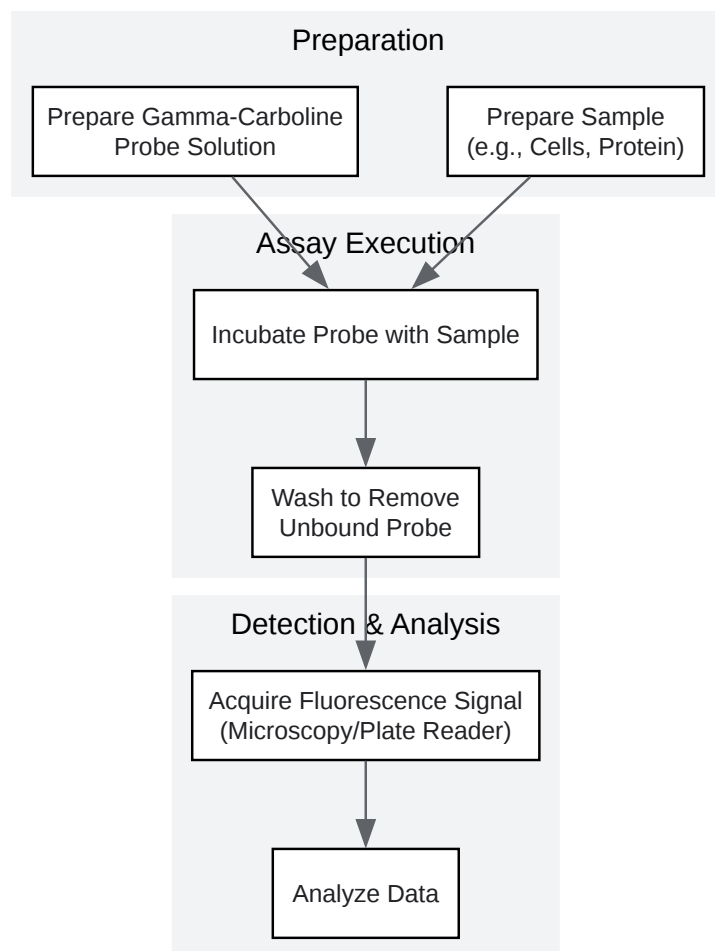 Preparation
Prepare Gamma-Carboline
Probe Solution
Prepare Sample
(e.g., Cells, Protein)
Assay Execution
Incubate Probe with Sample
Wash to Remove
Unbound Probe
Detection & Analysis
Acquire Fluorescence Signal
(Microscopy/Plate Reader)
Analyze Data